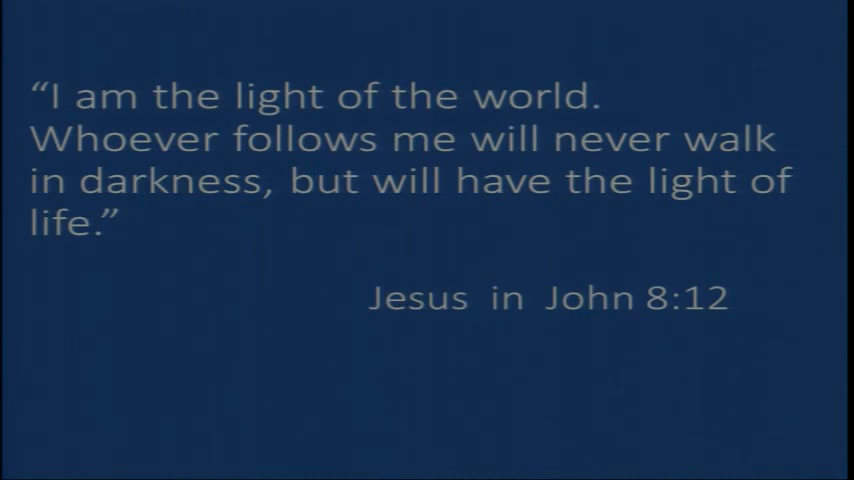 “I am the light of the world.
Whoever follows me will never walk
in darkness, but will have the light of
life.”
Jesus in John 8:12